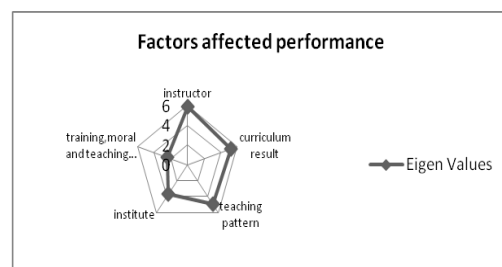 Factors affected performance
instructor
6
4
2
0
curriculum
result
teaching
pattern
institute
training,moral
and teaching...
Eigen Values